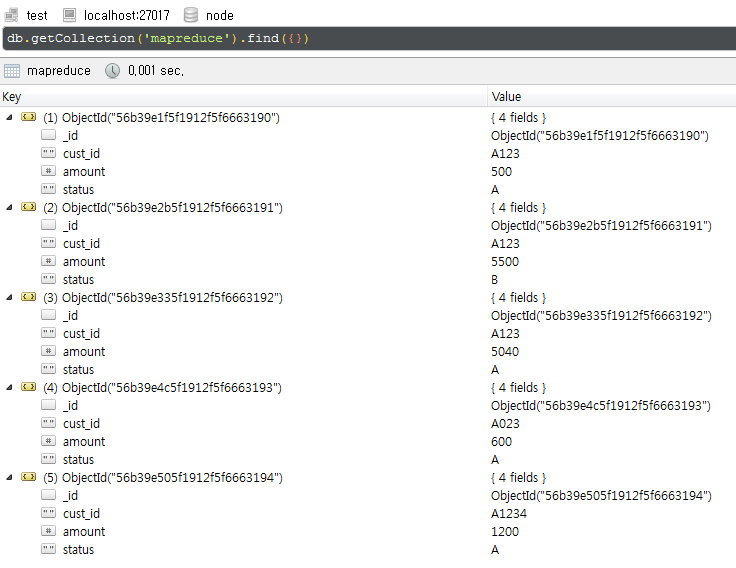 test localhost:27017 node
db.getCollection('mapreduce').find({})
mapreduce 0,001 sec,
Key Value
(1) ObjectId("56b39e1f5f1912f5f6663190") { 4 fields }
_id ObjectId("56b39e1f5f1912f5f6663190")
"" cust_id A123
# amount 500
"" status A
(2) ObjectId("56b39e2b5f1912f5f6663191") { 4 fields }
_id ObjectId("56b39e2b5f1912f5f6663191")
"" cust_id A123
# amount 5500
"" status B
(3) ObjectId("56b39e335f1912f5f6663192") { 4 fields }
_id ObjectId("56b39e335f1912f5f6663192")
"" cust_id A123
# amount 5040
"" status A
(4) ObjectId("56b39e4c5f1912f5f6663193") { 4 fields }
_id ObjectId("56b39e4c5f1912f5f6663193")
"" cust_id A023
# amount 600
"" status A
(5) ObjectId("56b39e505f1912f5f6663194") { 4 fields }
_id ObjectId("56b39e505f1912f5f6663194")
"" cust_id A1234
# amount 1200
"" status A